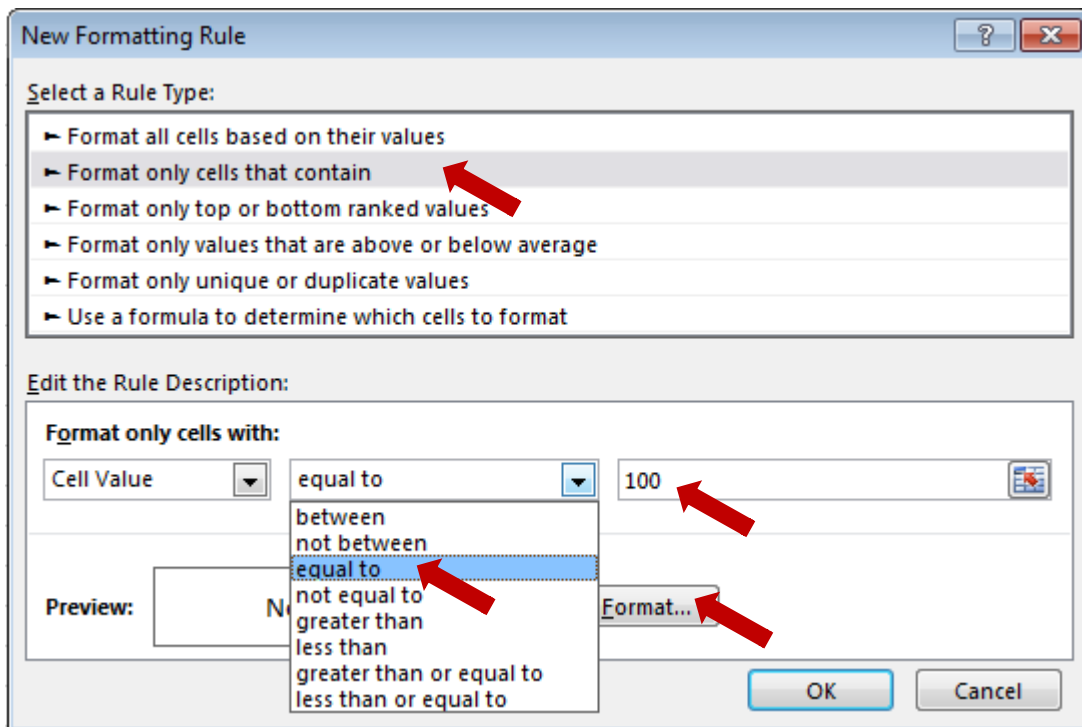 New Formatting Rule
Select a Rule Type:
► Format all cells based on their values
► Format only cells that contain
► Format only top or bottom ranked values
► Format only values that are above or below average
► Format only unique or duplicate values
► Use a formula to determine which cells to format
Edit the Rule Description:
Format only cells with:
Cell Value equal to 100
between
not between
equal to
not equal to
greater than
less than
greater than or equal to
less than or equal to
Preview: Format...
OK Cancel